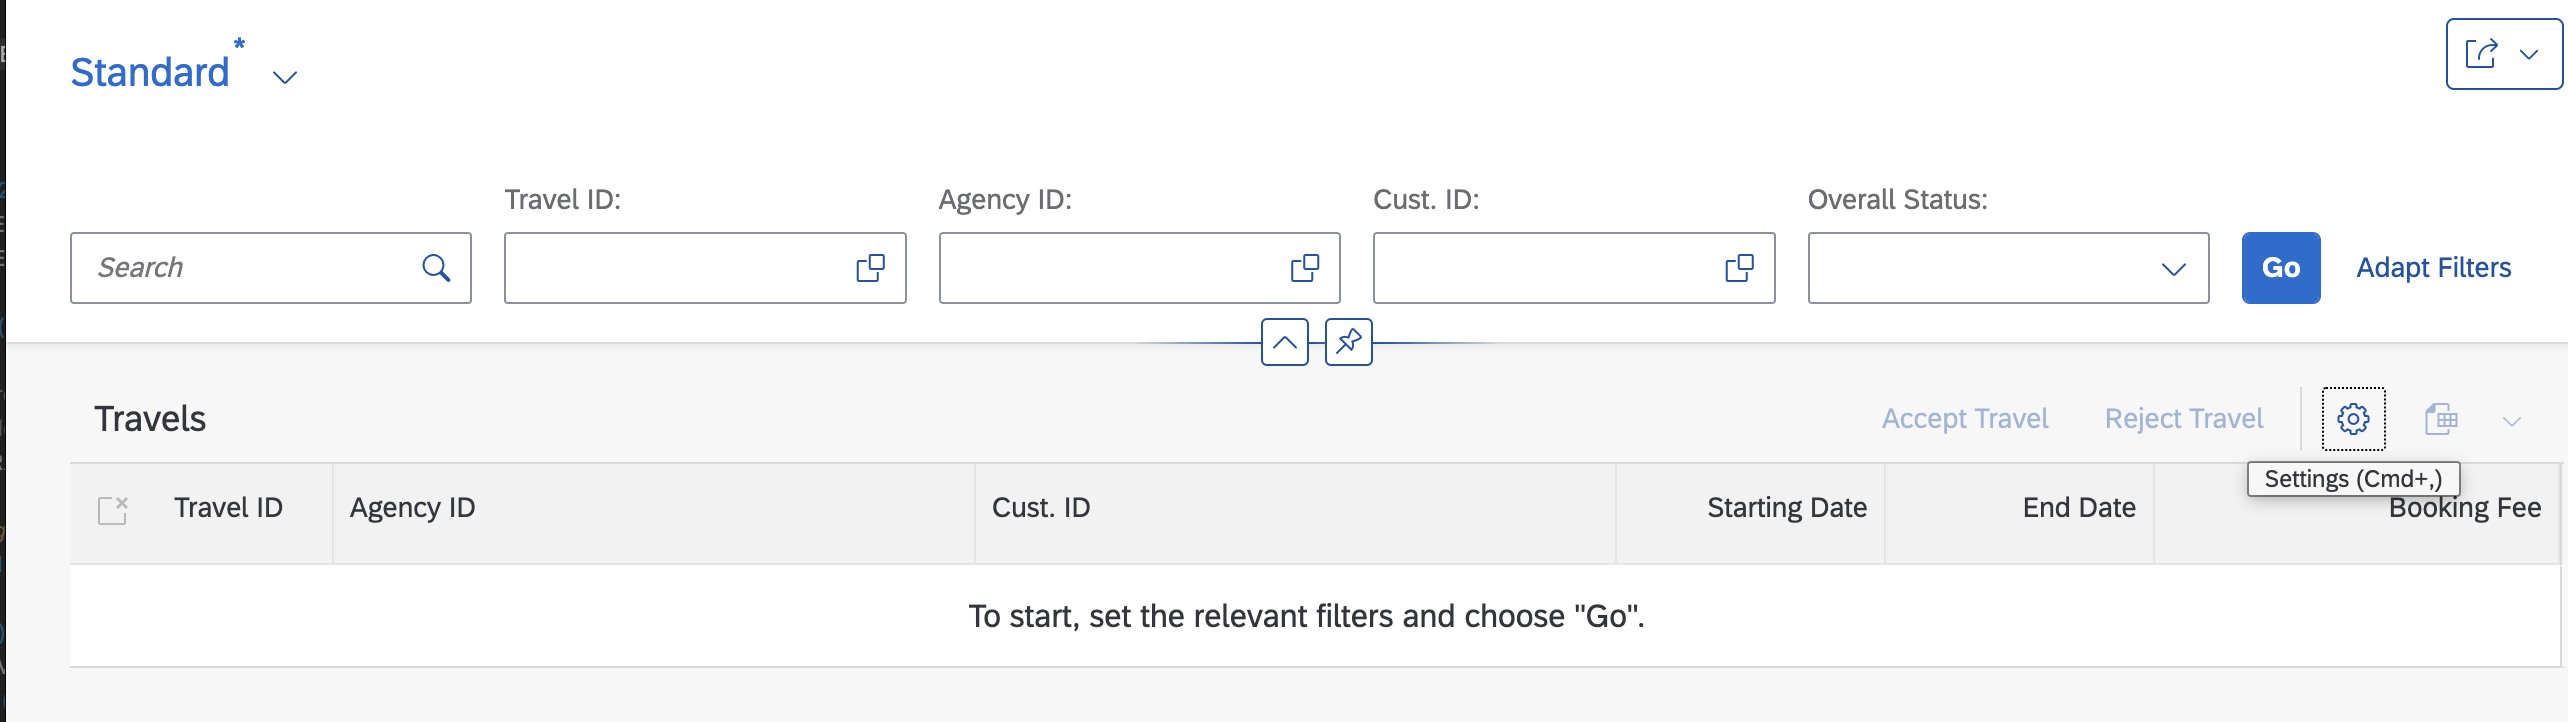 Standard *
Travel ID:
Agency ID:
Cust. ID:
Overall Status:
Search
Go
Adapt Filters
Travels
Accept Travel
Reject Travel
Settings (Cmd+,)
Travel ID
Agency ID
Cust. ID
Starting Date
End Date
Booking Fee
To start, set the relevant filters and choose "Go".